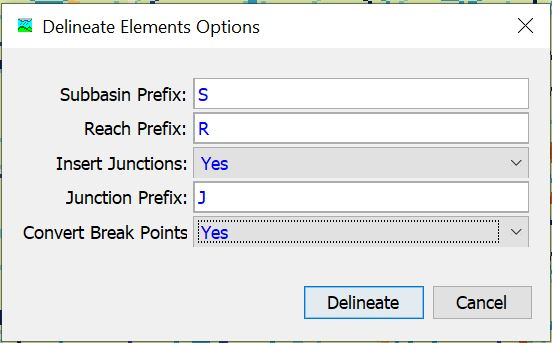 Delineate Elements Options
Subbasin Prefix: S
Reach Prefix: R
Insert Junctions: Yes
Junction Prefix: J
Convert Break Points Yes
Delineate Cancel